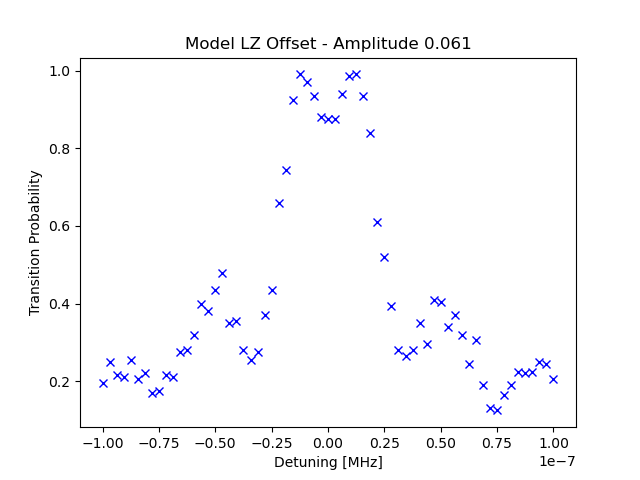 Model LZ Offset - Amplitude 0.061
1.0
0.8
0.6
0.4
0.2
Transition Probability
−1.00 −0.75 −0.50 −0.25 0.00 0.25 0.50 0.75 1.00
1e−7
Detuning [MHz]